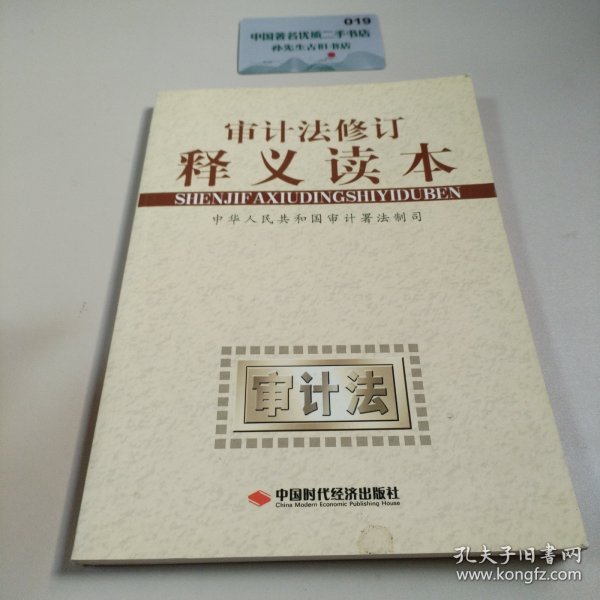 019
中国著名优质二手书店
孙先生古旧书店
审计法修订
释义读本
SHENJIFAXIUDINGSHIYIDUBEN
中华人民共和国审计署法制司
审计法
中国时代经济出版社
China Modern Economic Publishing House
孔夫子旧书网
www.kongfz.com